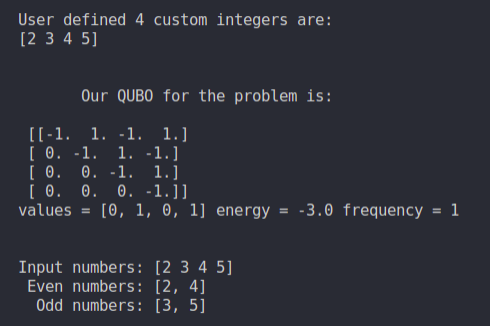 User defined 4 custom integers are:
[2 3 4 5]
Our QUBO for the problem is:
[[-1.  1. -1.  1.]
[ 0. -1.  1. -1.]
[ 0.  0. -1.  1.]
[ 0.  0.  0. -1.]]
values = [0, 1, 0, 1] energy = -3.0 frequency = 1
Input numbers: [2 3 4 5]
Even numbers: [2, 4]
Odd numbers: [3, 5]